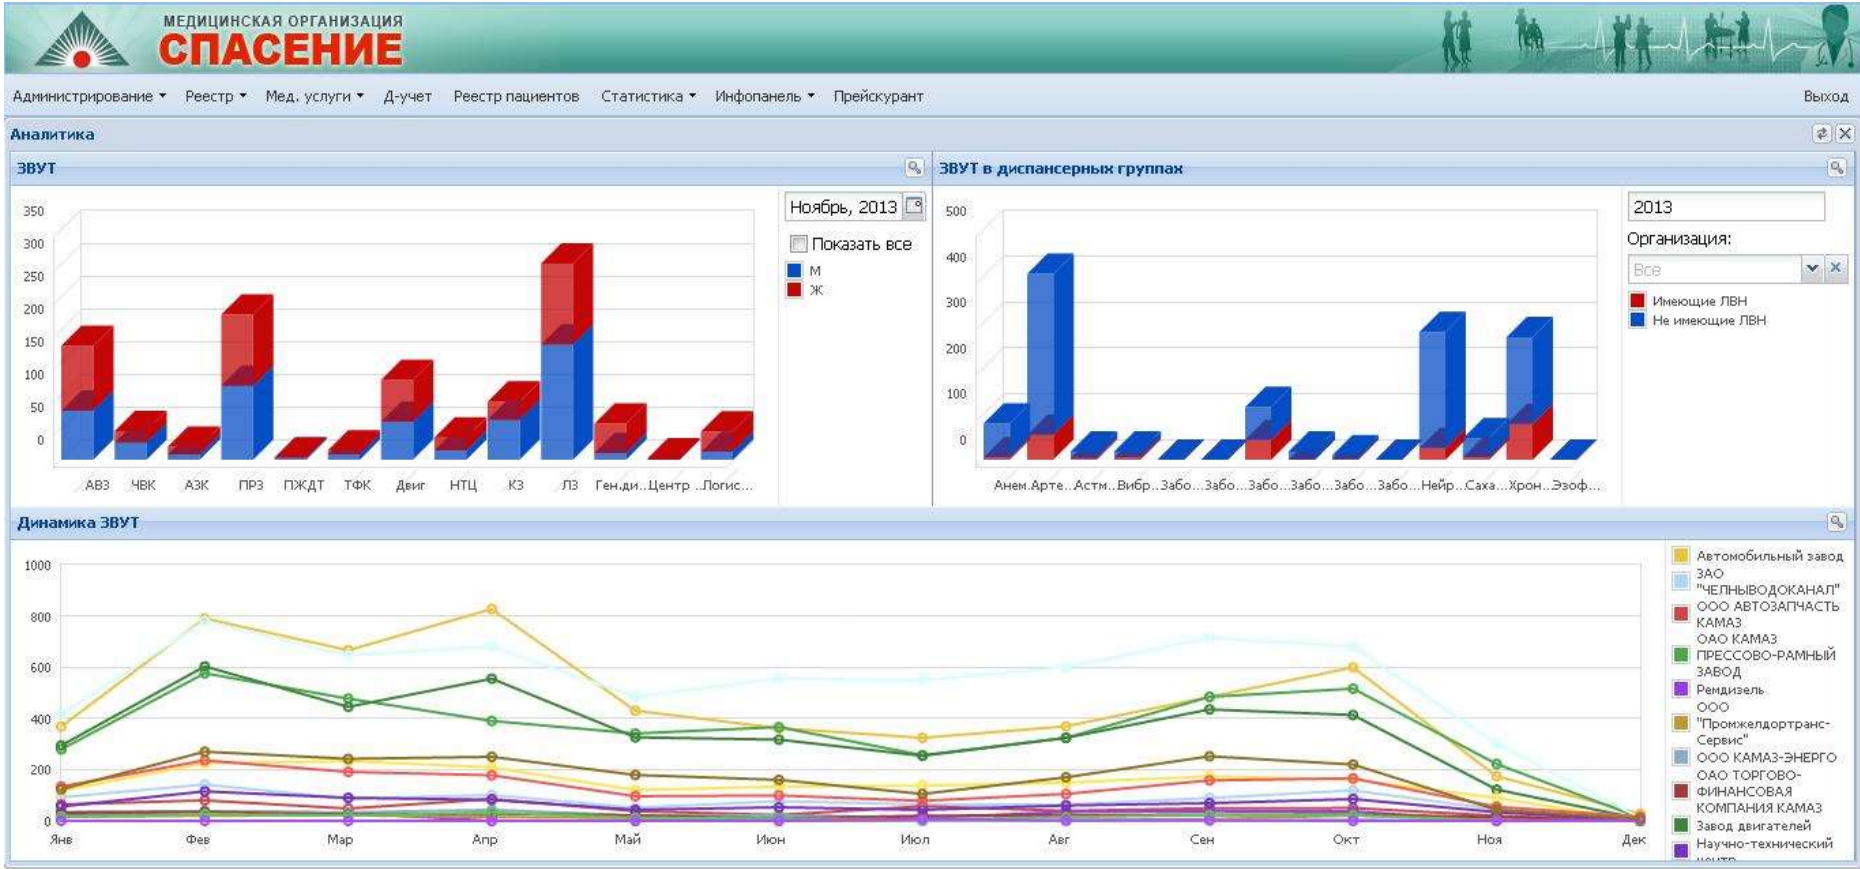 МЕДИЦИНСКАЯ ОРГАНИЗАЦИЯ
СПАСЕНИЕ
Администрирование Реестр Мед. услуги Д-учет Реестр пациентов Статистика Инфопанель Прейскурант Выход
Аналитика
ЗВУТ
350
300
250
200
150
100
50
0
АВЗ ЧВК АЗК ПРЗ ПЖДТ ТФК Двиг НТЦ КЗ ЛЗ Ген.ди... Центр ... Логис...
Ноябрь, 2013
Показать все
М
Ж
ЗВУТ в диспансерных группах
500
400
300
200
100
0
Анем... Арте... Астм... Вибр... Забо... Забо... Забо... Забо... Забо... Забо... Нейр... Саха... Хрон... Эзоф...
2013
Организация:
Все
Имеющие ЛВН
Не имеющие ЛВН
Динамика ЗВУТ
1000
800
600
400
200
0
Янв Фев Мар Апр Май Июн Июл Авг Сен Окт Ноя Дек
Автомобильный завод
ЗАО
"ЧЕЛНЫВОДОКАНАЛ"
ООО АВТОЗАПЧАСТЬ
КАМАЗ
ОАО КАМАЗ
ПРЕССОВО-РАМНЫЙ
ЗАВОД
Ремдизель
ООО
"Промжелдортранс-
Сервис"
ООО КАМАЗ-ЭНЕРГО
ОАО ТОРГОВО-
ФИНАНСОВАЯ
КОМПАНИЯ КАМАЗ
Завод двигателей
Научно-технический